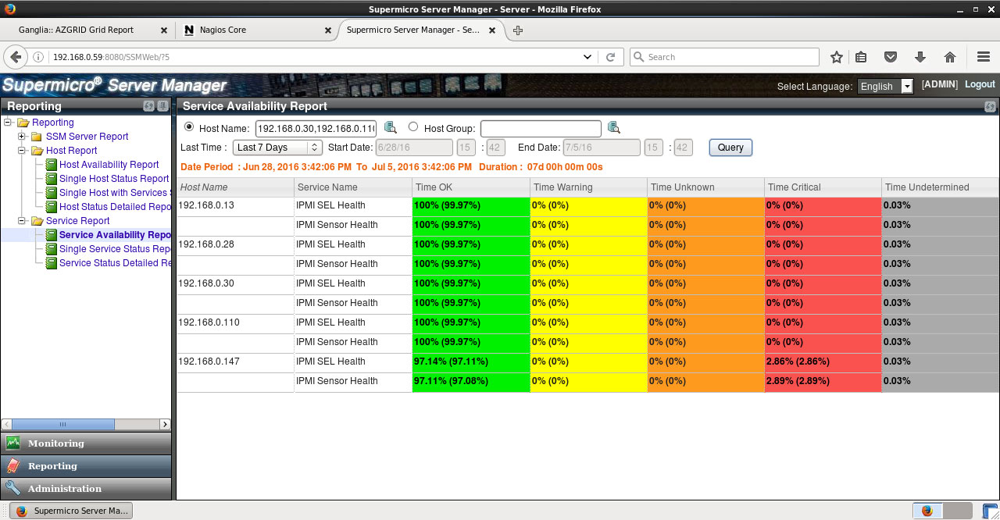 Supermicro Server Manager - Server - Mozilla Firefox
Ganglia:: AZGRID Grid Report
Nagios Core
Supermicro Server Manager - Se...
192.168.0.59:8080/SSMWeb/?5
Search
Supermicro® Server Manager
Select Language: English [ADMIN] Logout
Reporting
Service Availability Report
Reporting
SSM Server Report
Host Report
Host Availability Report
Single Host Status Report
Single Host with Services S
Host Status Detailed Repo
Service Report
Service Availability Repo
Single Service Status Repo
Service Status Detailed Re
Host Name: 192.168.0.30,192.168.0.110 Host Group:
Last Time : Last 7 Days Start Date: 6/28/16 15 : 42 End Date: 7/5/16 15 : 42 Query
Date Period : Jun 28, 2016 3:42:06 PM To Jul 5, 2016 3:42:06 PM Duration : 07d 00h 00m 00s
Host Name Service Name Time OK Time Warning Time Unknown Time Critical Time Undetermined
192.168.0.13 IPMI SEL Health 100% (99.97%) 0% (0%) 0% (0%) 0% (0%) 0.03%
IPMI Sensor Health 100% (99.97%) 0% (0%) 0% (0%) 0% (0%) 0.03%
192.168.0.28 IPMI SEL Health 100% (99.97%) 0% (0%) 0% (0%) 0% (0%) 0.03%
IPMI Sensor Health 100% (99.97%) 0% (0%) 0% (0%) 0% (0%) 0.03%
192.168.0.30 IPMI SEL Health 100% (99.97%) 0% (0%) 0% (0%) 0% (0%) 0.03%
IPMI Sensor Health 100% (99.97%) 0% (0%) 0% (0%) 0% (0%) 0.03%
192.168.0.110 IPMI SEL Health 100% (99.97%) 0% (0%) 0% (0%) 0% (0%) 0.03%
IPMI Sensor Health 100% (99.97%) 0% (0%) 0% (0%) 0% (0%) 0.03%
192.168.0.147 IPMI SEL Health 97.14% (97.11%) 0% (0%) 0% (0%) 2.86% (2.86%) 0.03%
IPMI Sensor Health 97.11% (97.08%) 0% (0%) 0% (0%) 2.89% (2.89%) 0.03%
Monitoring
Reporting
Administration
Supermicro Server Ma...